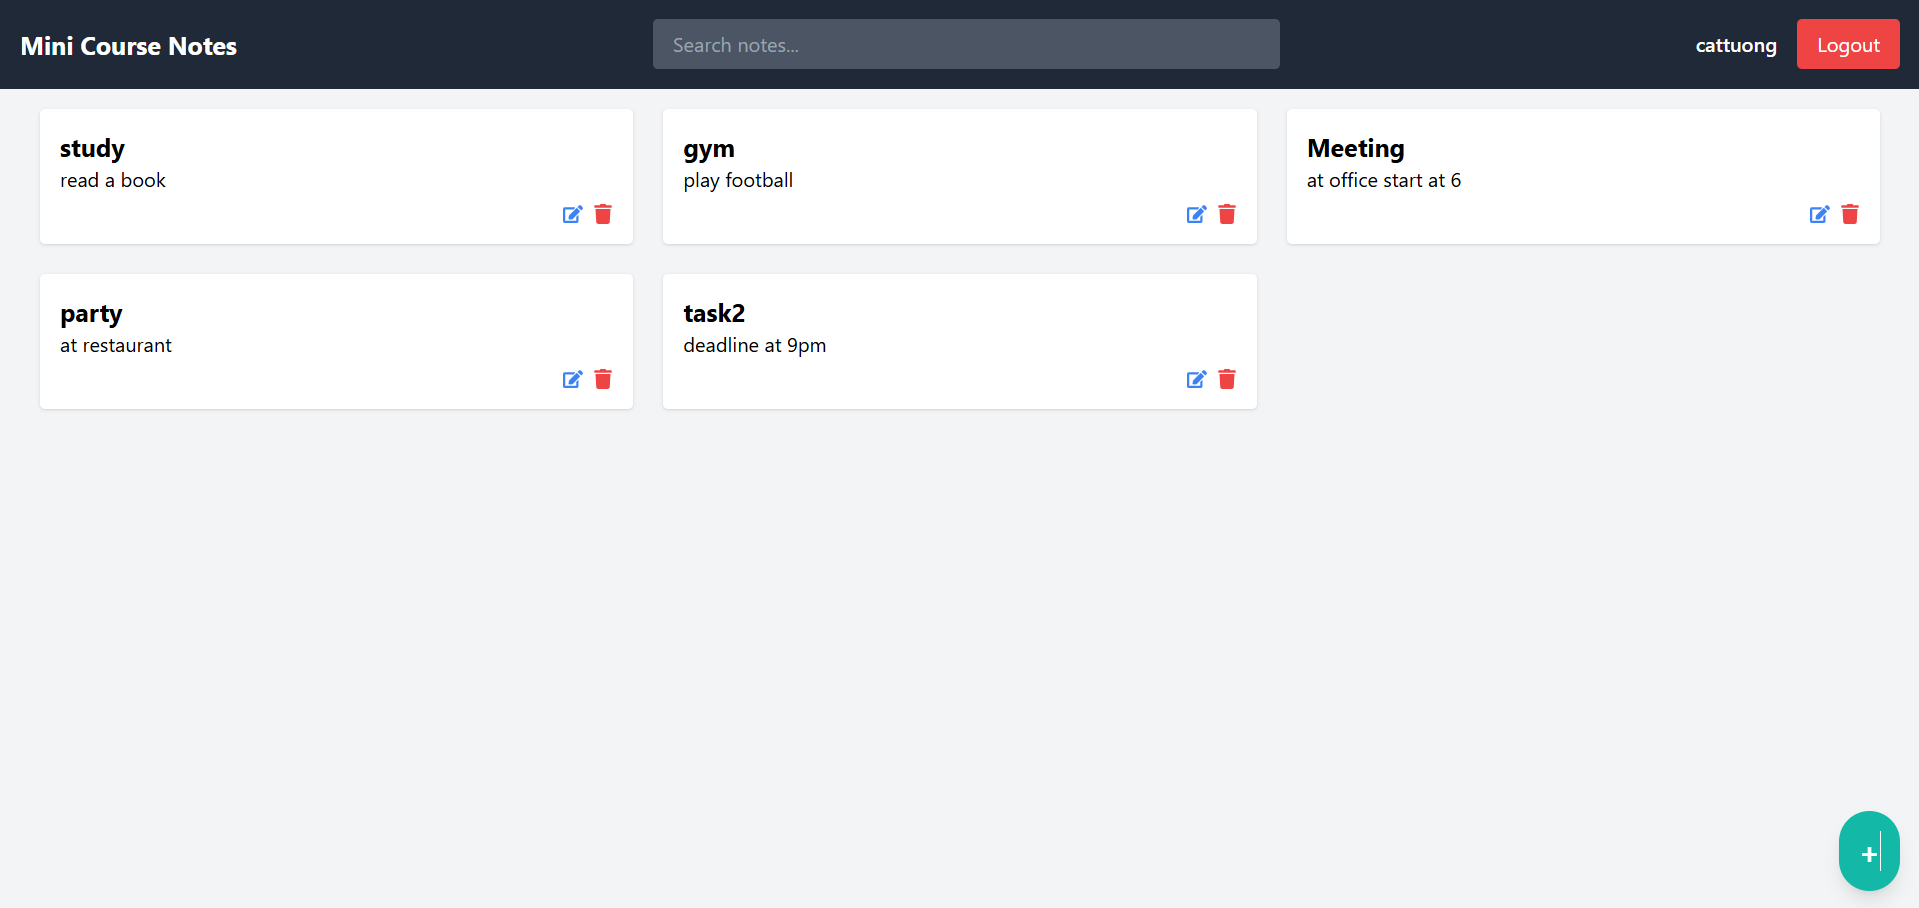 Mini Course Notes
Search notes...
cattuong
Logout
study
read a book
gym
play football
Meeting
at office start at 6
party
at restaurant
task2
deadline at 9pm
+